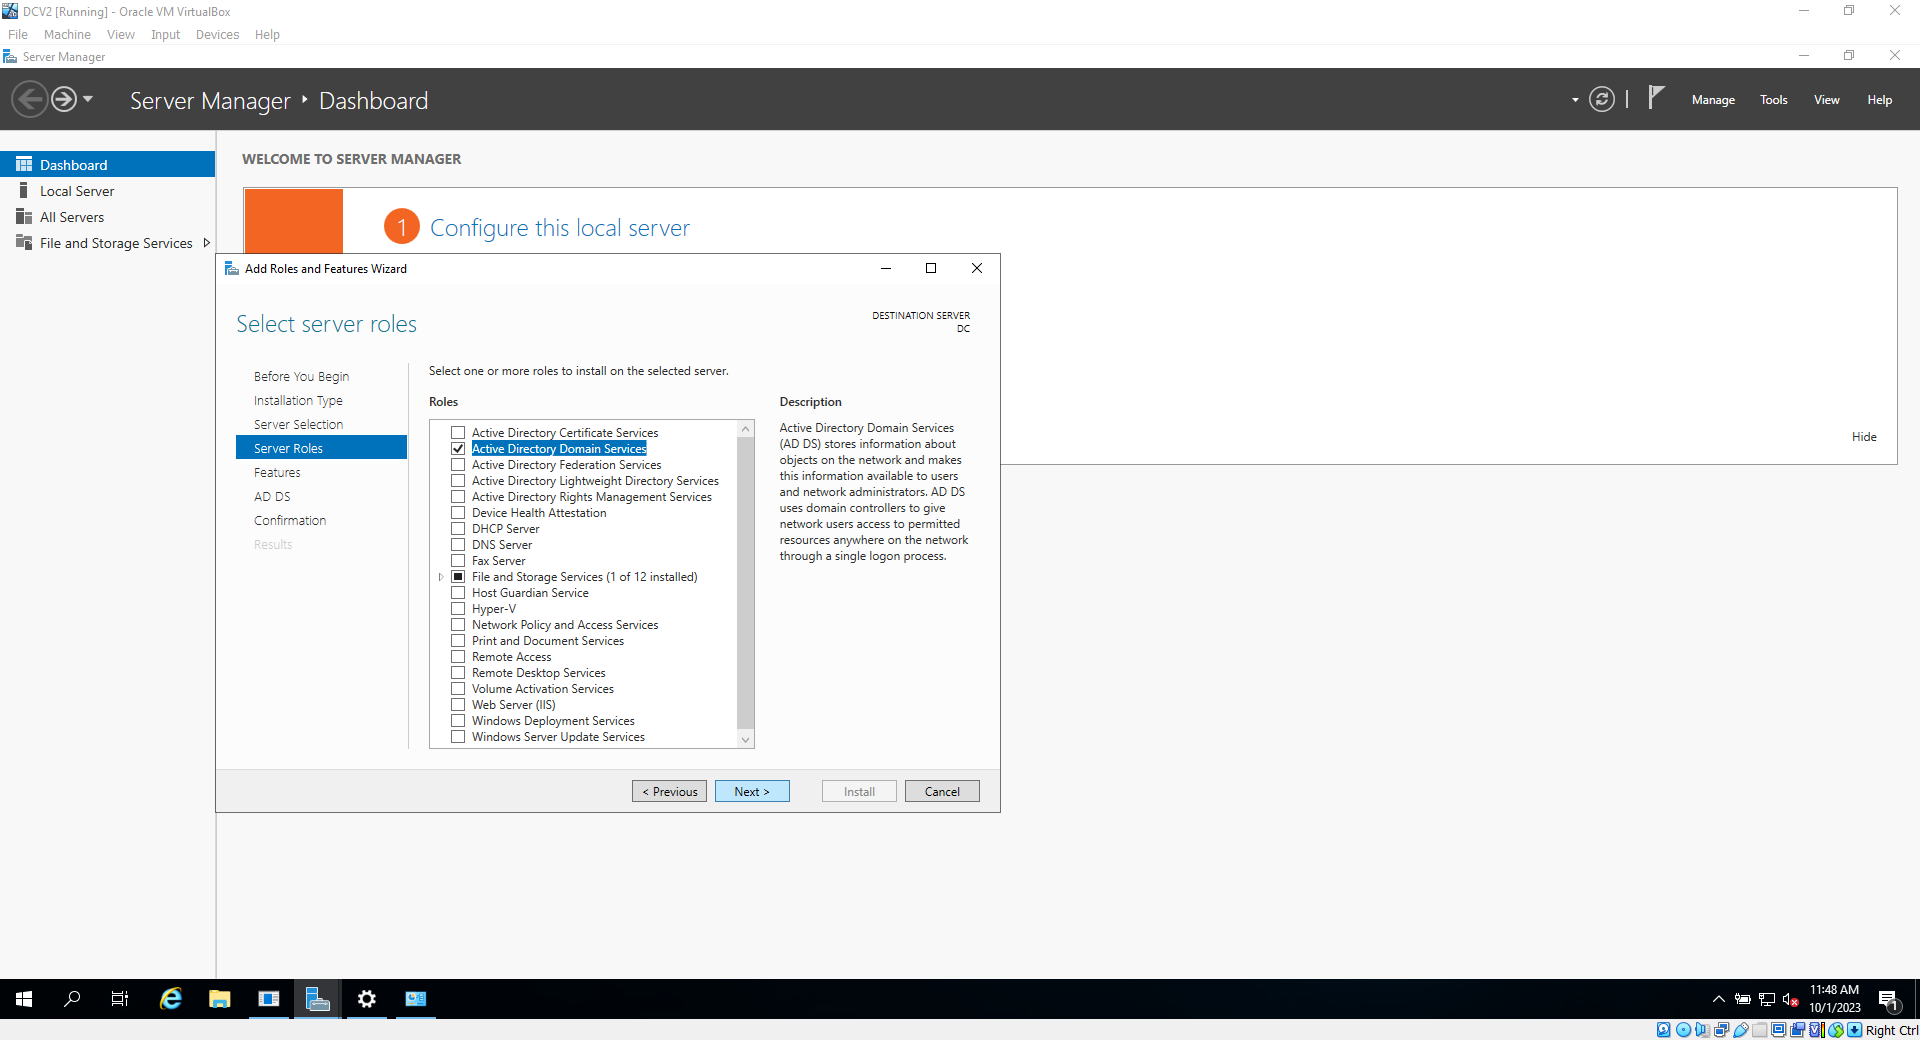 DCV2 [Running] - Oracle VM VirtualBox
File Machine View Input Devices Help
Server Manager
Server Manager Dashboard
Manage Tools View Help
Dashboard
Local Server
All Servers
File and Storage Services
WELCOME TO SERVER MANAGER
1 Configure this local server
Hide
Add Roles and Features Wizard
Select server roles
DESTINATION SERVER
DC
Before You Begin
Installation Type
Server Selection
Server Roles
Features
AD DS
Confirmation
Results
Select one or more roles to install on the selected server.
Roles
Active Directory Certificate Services
Active Directory Domain Services
Active Directory Federation Services
Active Directory Lightweight Directory Services
Active Directory Rights Management Services
Device Health Attestation
DHCP Server
DNS Server
Fax Server
File and Storage Services (1 of 12 installed)
Host Guardian Service
Hyper-V
Network Policy and Access Services
Print and Document Services
Remote Access
Remote Desktop Services
Volume Activation Services
Web Server (IIS)
Windows Deployment Services
Windows Server Update Services
Description
Active Directory Domain Services
(AD DS) stores information about
objects on the network and makes
this information available to users
and network administrators. AD DS
uses domain controllers to give
network users access to permitted
resources anywhere on the network
through a single logon process.
< Previous
Next >
Install
Cancel
11:48 AM
10/1/2023
1
Right Ctrl